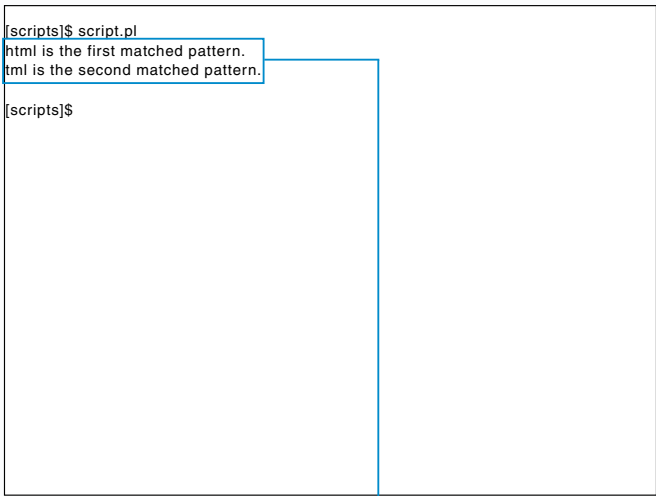 [scripts]$ script.pl
html is the first matched pattern.
tml is the second matched pattern.
[scripts]$